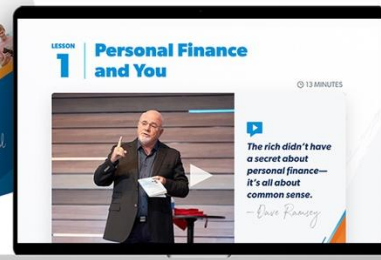 LESSON
1
Personal Finance
and You
13 MINUTES
The rich didn't have
a secret about
personal finance—
it's all about
common sense.
— Dave Ramsey